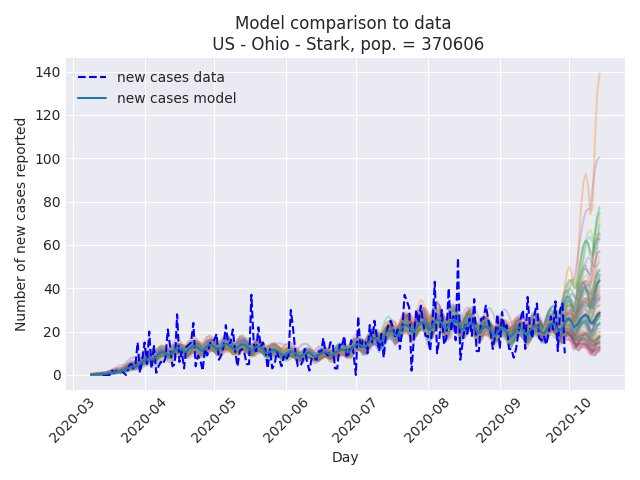 Model comparison to data
US - Ohio - Stark, pop. = 370606
new cases data
new cases model
Number of new cases reported
140
120
100
80
60
40
20
0
2020-03
2020-04
2020-05
2020-06
2020-07
2020-08
2020-09
2020-10
Day